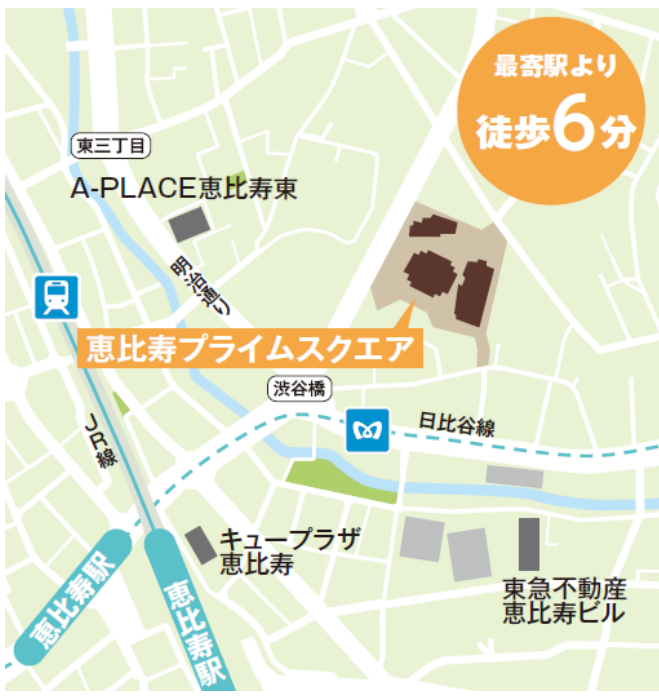 最寄駅より
徒歩6分
東三丁目
A-PLACE恵比寿東
明治通り
恵比寿プライムスクエア
渋谷橋
日比谷線
JR線
キュープラザ
恵比寿
東急不動産
恵比寿ビル
恵比寿駅
恵比寿駅